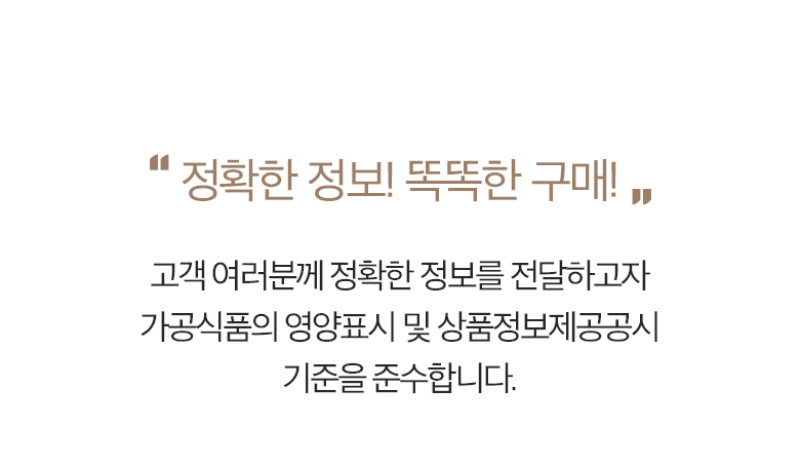 “ 정확한 정보! 똑똑한 구매! ”
고객 여러분께 정확한 정보를 전달하고자
가공식품의 영양표시 및 상품정보제공공시
기준을 준수합니다.